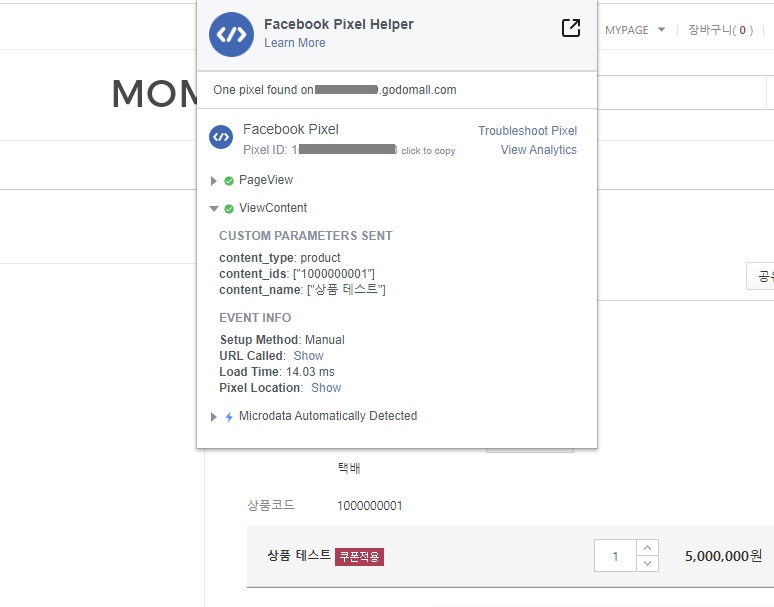 Facebook Pixel Helper
Learn More
MYPAGE
장바구니( 0 )
MOM
One pixel found on .godomall.com
Facebook Pixel
Troubleshoot Pixel
Pixel ID: 1 click to copy
View Analytics
PageView
ViewContent
CUSTOM PARAMETERS SENT
content_type: product
content_ids: ["1000000001"]
content_name: ["상품 테스트"]
공유
EVENT INFO
Setup Method: Manual
URL Called: Show
Load Time: 14.03 ms
Pixel Location: Show
Microdata Automatically Detected
택배
상품코드 1000000001
상품 테스트 쿠폰적용 1 5,000,000원